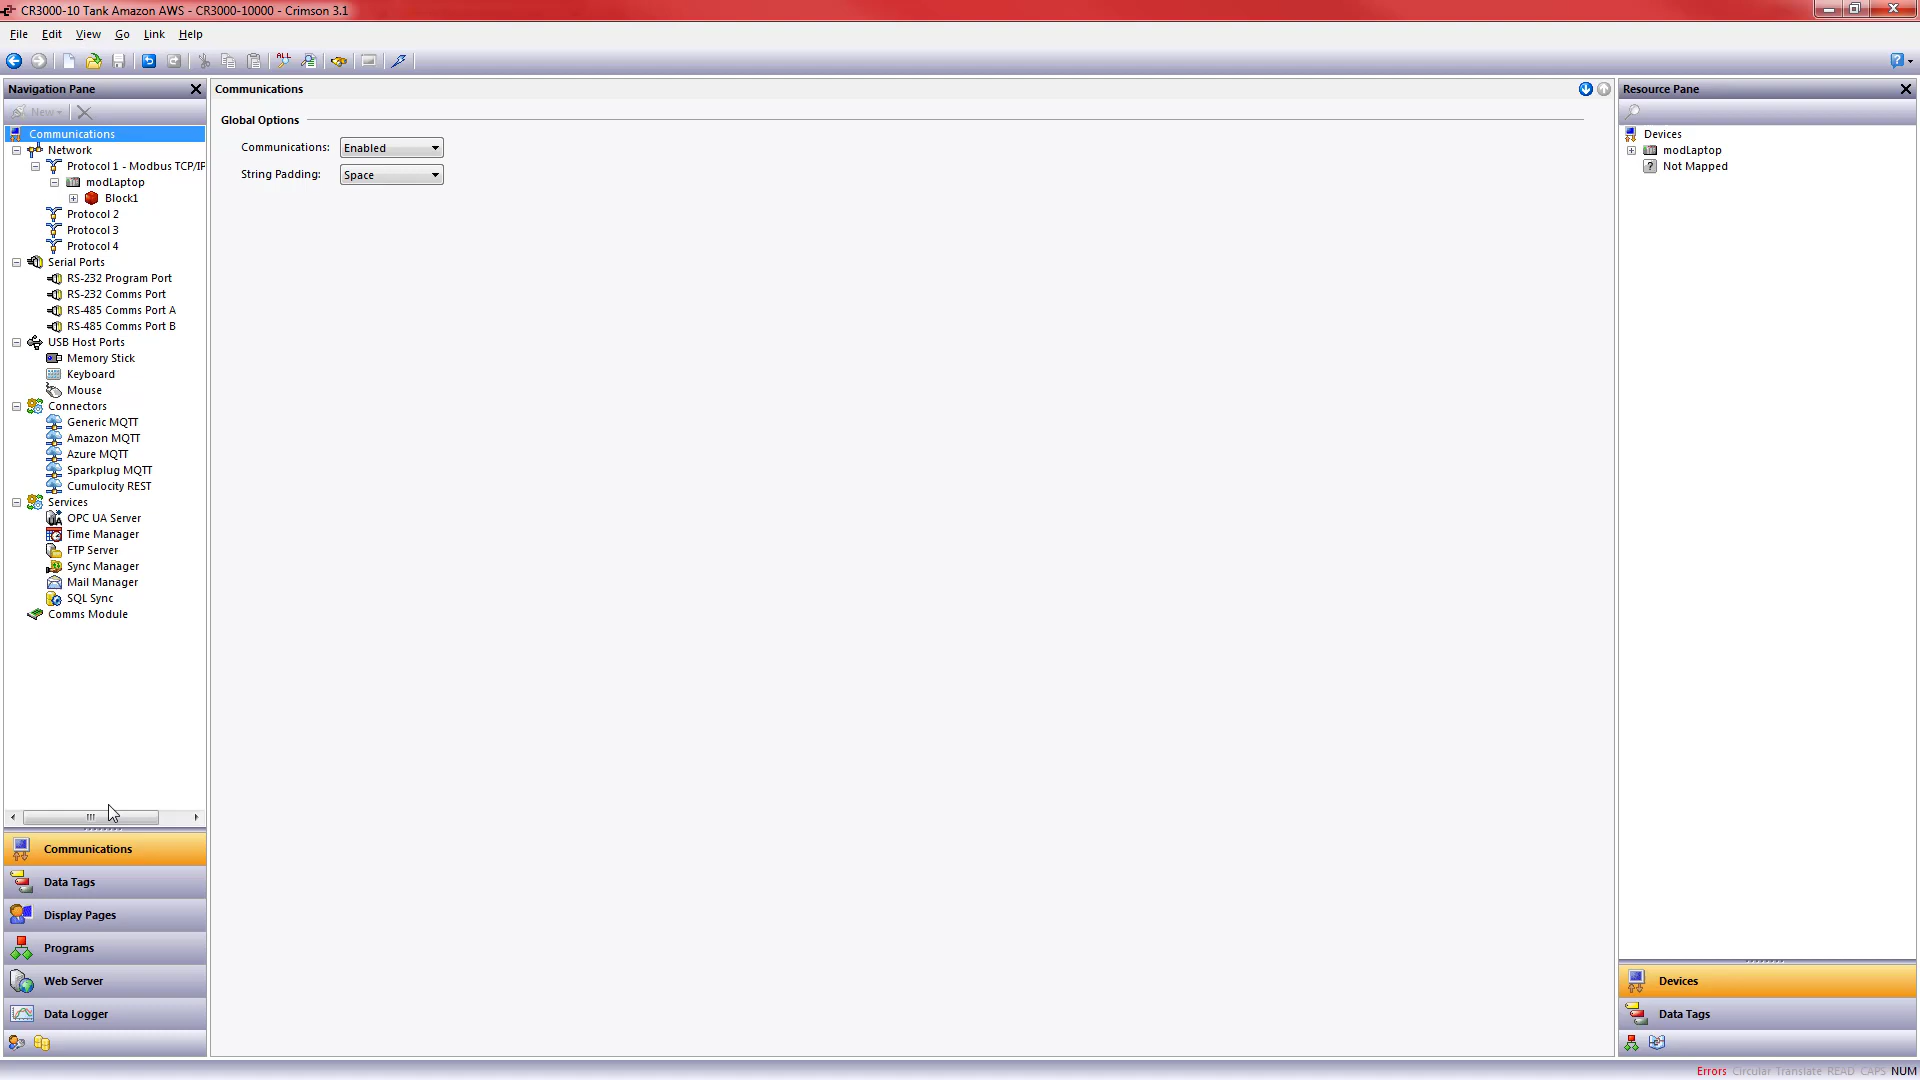 CR3000-10 Tank Amazon AWS - CR3000-10000 - Crimson 3.1
File Edit View Go Link Help
Navigation Pane
New
Communications
Network
Protocol 1 - Modbus TCP/IP
modLaptop
Block1
Protocol 2
Protocol 3
Protocol 4
Serial Ports
RS-232 Program Port
RS-232 Comms Port
RS-485 Comms Port A
RS-485 Comms Port B
USB Host Ports
Memory Stick
Keyboard
Mouse
Connectors
Generic MQTT
Amazon MQTT
Azure MQTT
Sparkplug MQTT
Cumulocity REST
Services
OPC UA Server
Time Manager
FTP Server
Sync Manager
Mail Manager
SQL Sync
Comms Module
Communications
Data Tags
Display Pages
Programs
Web Server
Data Logger
Communications
Global Options
Communications: Enabled
String Padding: Space
Resource Pane
Devices
modLaptop
Not Mapped
Devices
Data Tags
Errors Circular Translate READ CAPS NUM